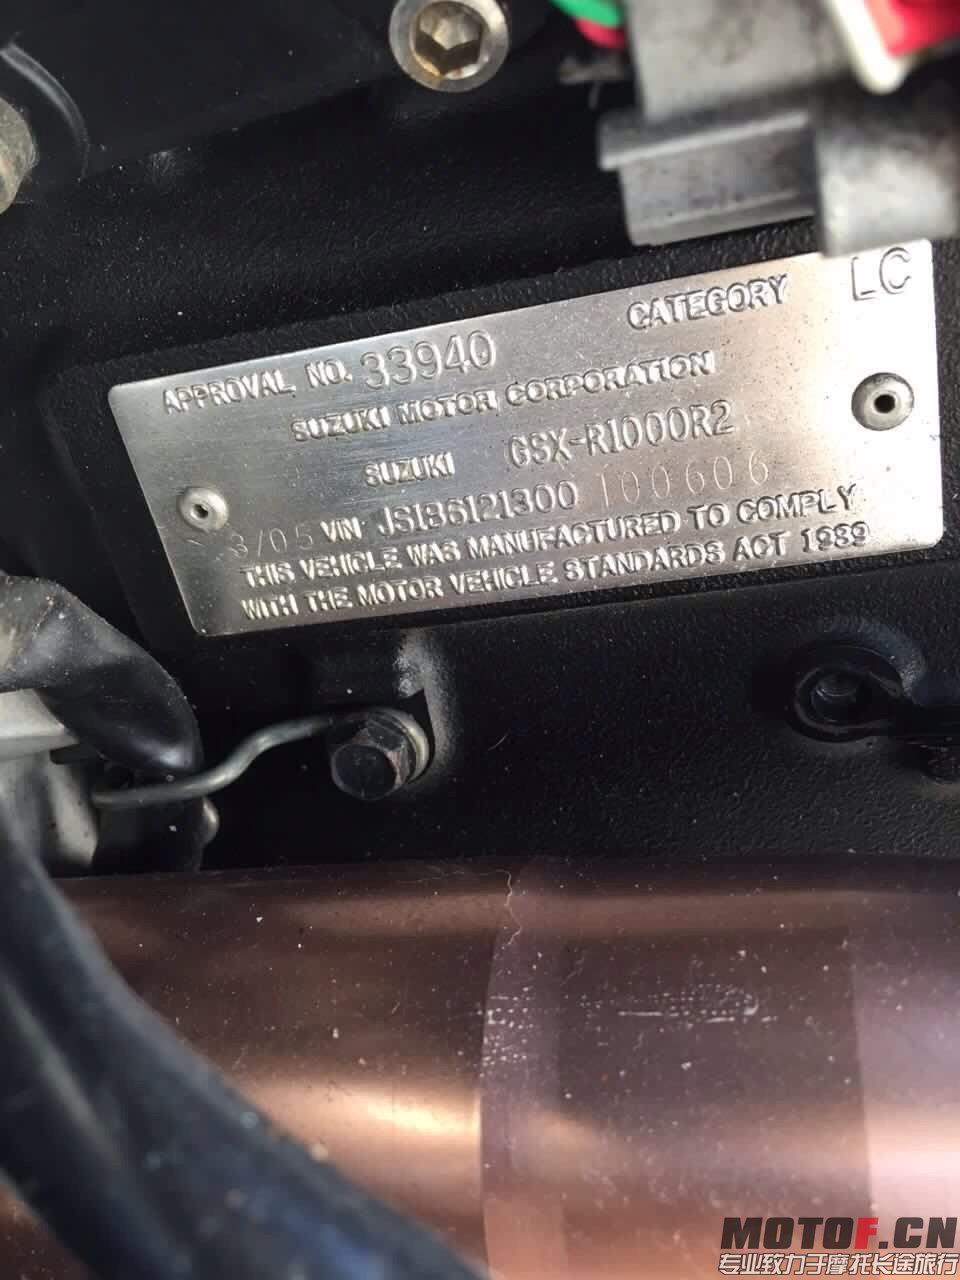 APPROVAL NO. 33940 CATEGORY LC
SUZUKI MOTOR CORPORATION
SUZUKI GSX-R1000R2
3/05 VIN JS1B6121300 100606
THIS VEHICLE WAS MANUFACTURED TO COMPLY
WITH THE MOTOR VEHICLE STANDARDS ACT 1989
MOTOF.CN
专业致力于摩托长途旅行